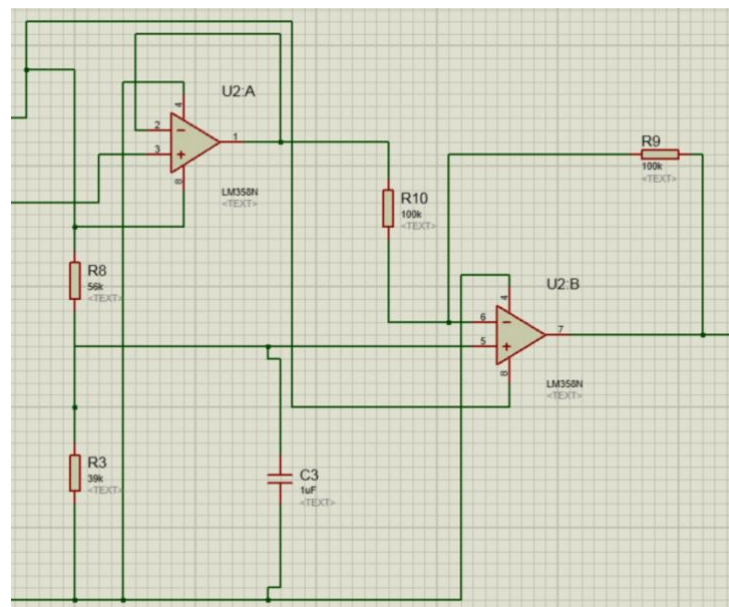 U2:A
4
2
1
3
8
LM358N
<TEXT>
R9
100k
<TEXT>
R10
100k
<TEXT>
R8
56k
<TEXT>
U2:B
4
6
7
5
8
LM358N
<TEXT>
R3
39k
<TEXT>
C3
1uF
<TEXT>